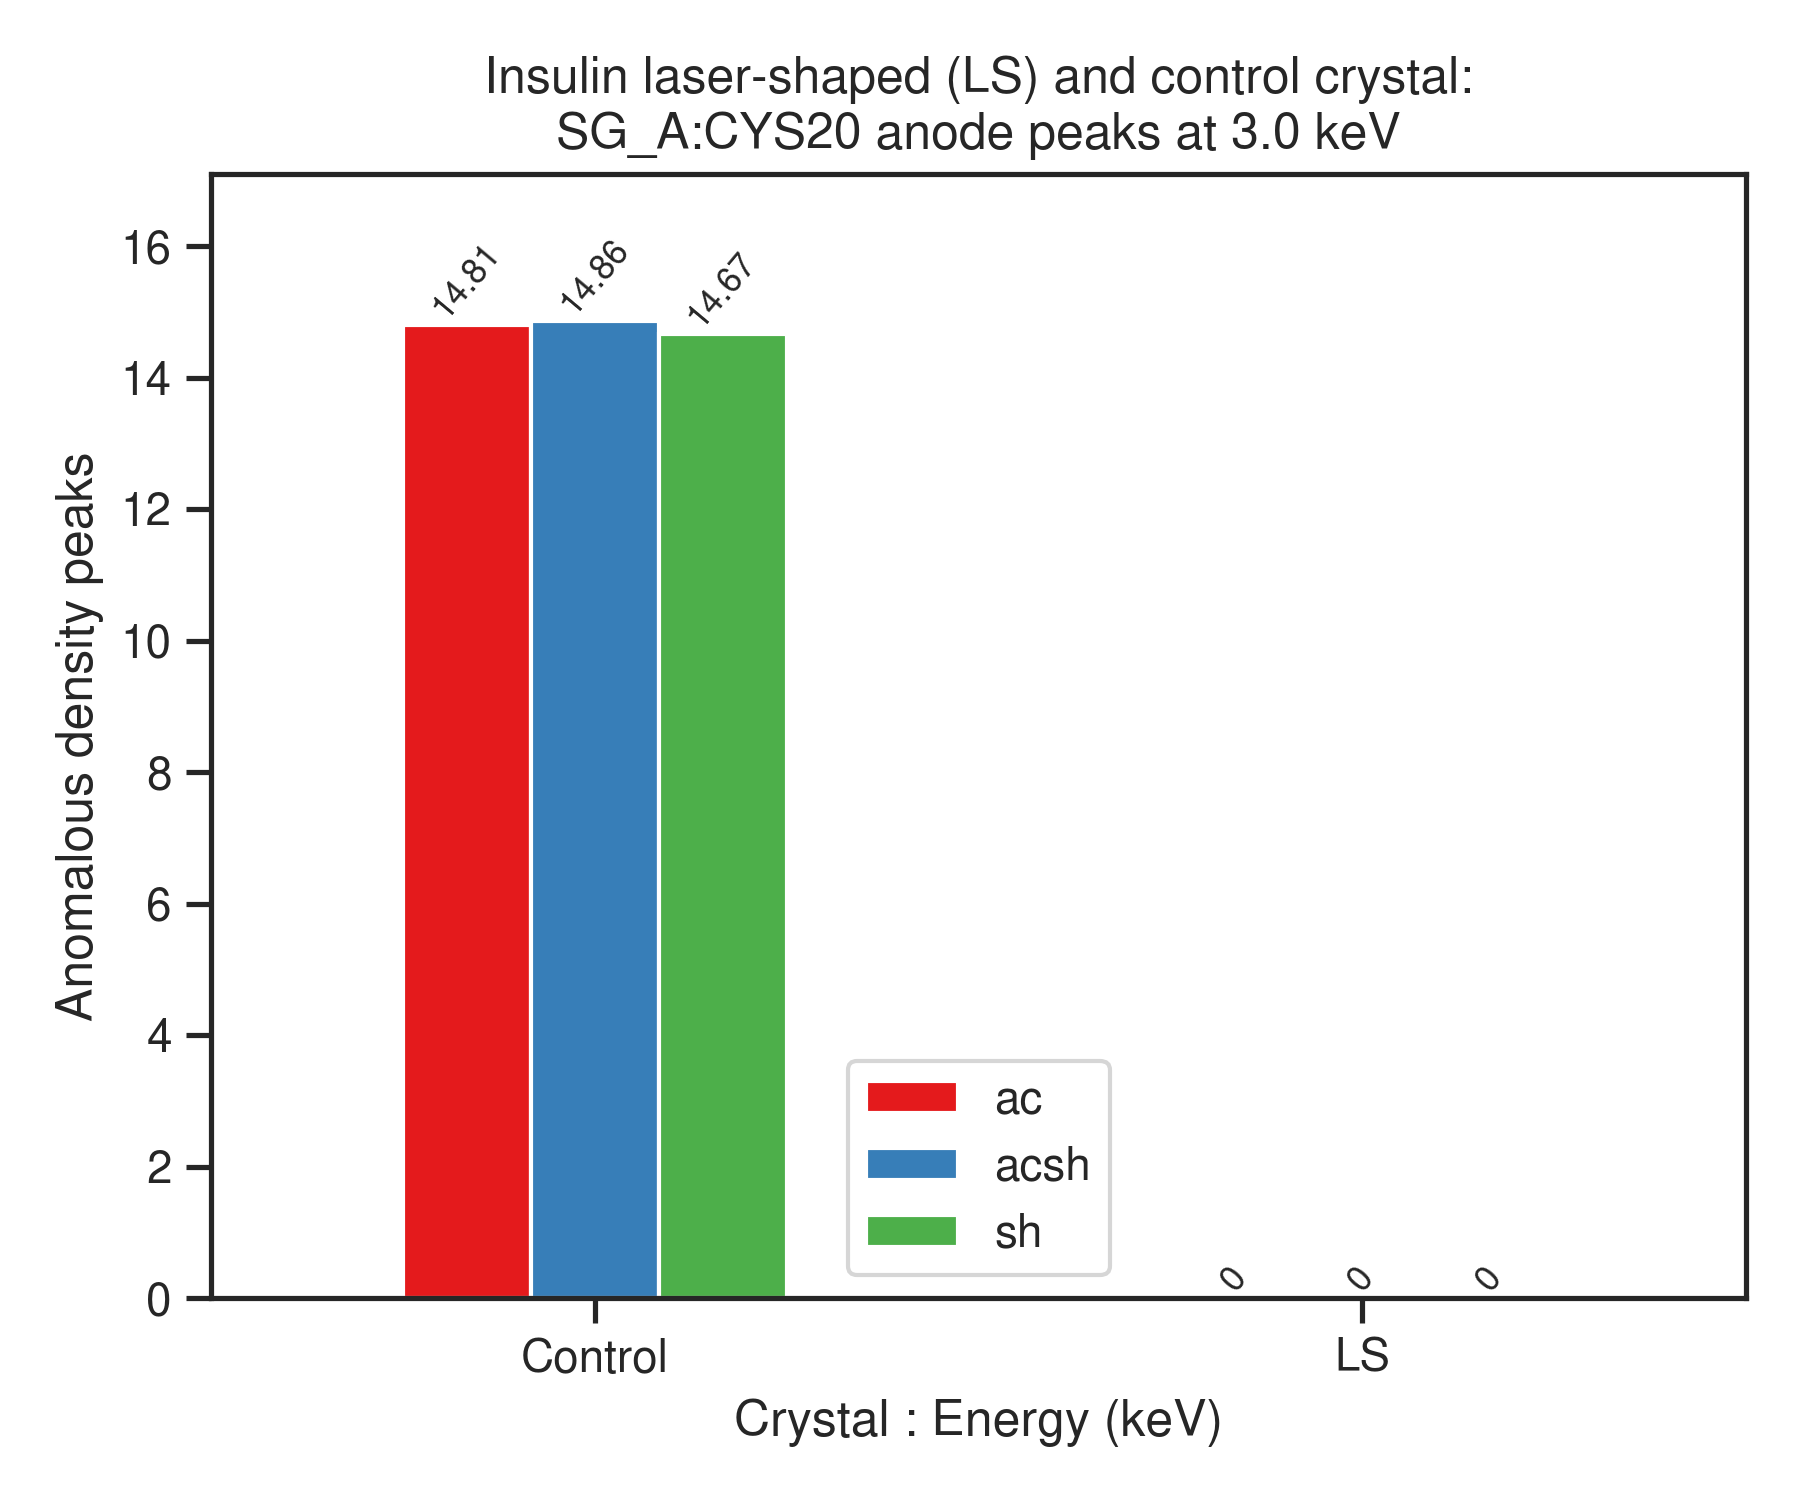 Insulin laser-shaped (LS) and control crystal:
SG_A:CYS20 anode peaks at 3.0 keV
Anomalous density peaks
16
14
12
10
8
6
4
2
0
14.81
14.86
14.67
0
0
0
ac
acsh
sh
Control
LS
Crystal : Energy (keV)